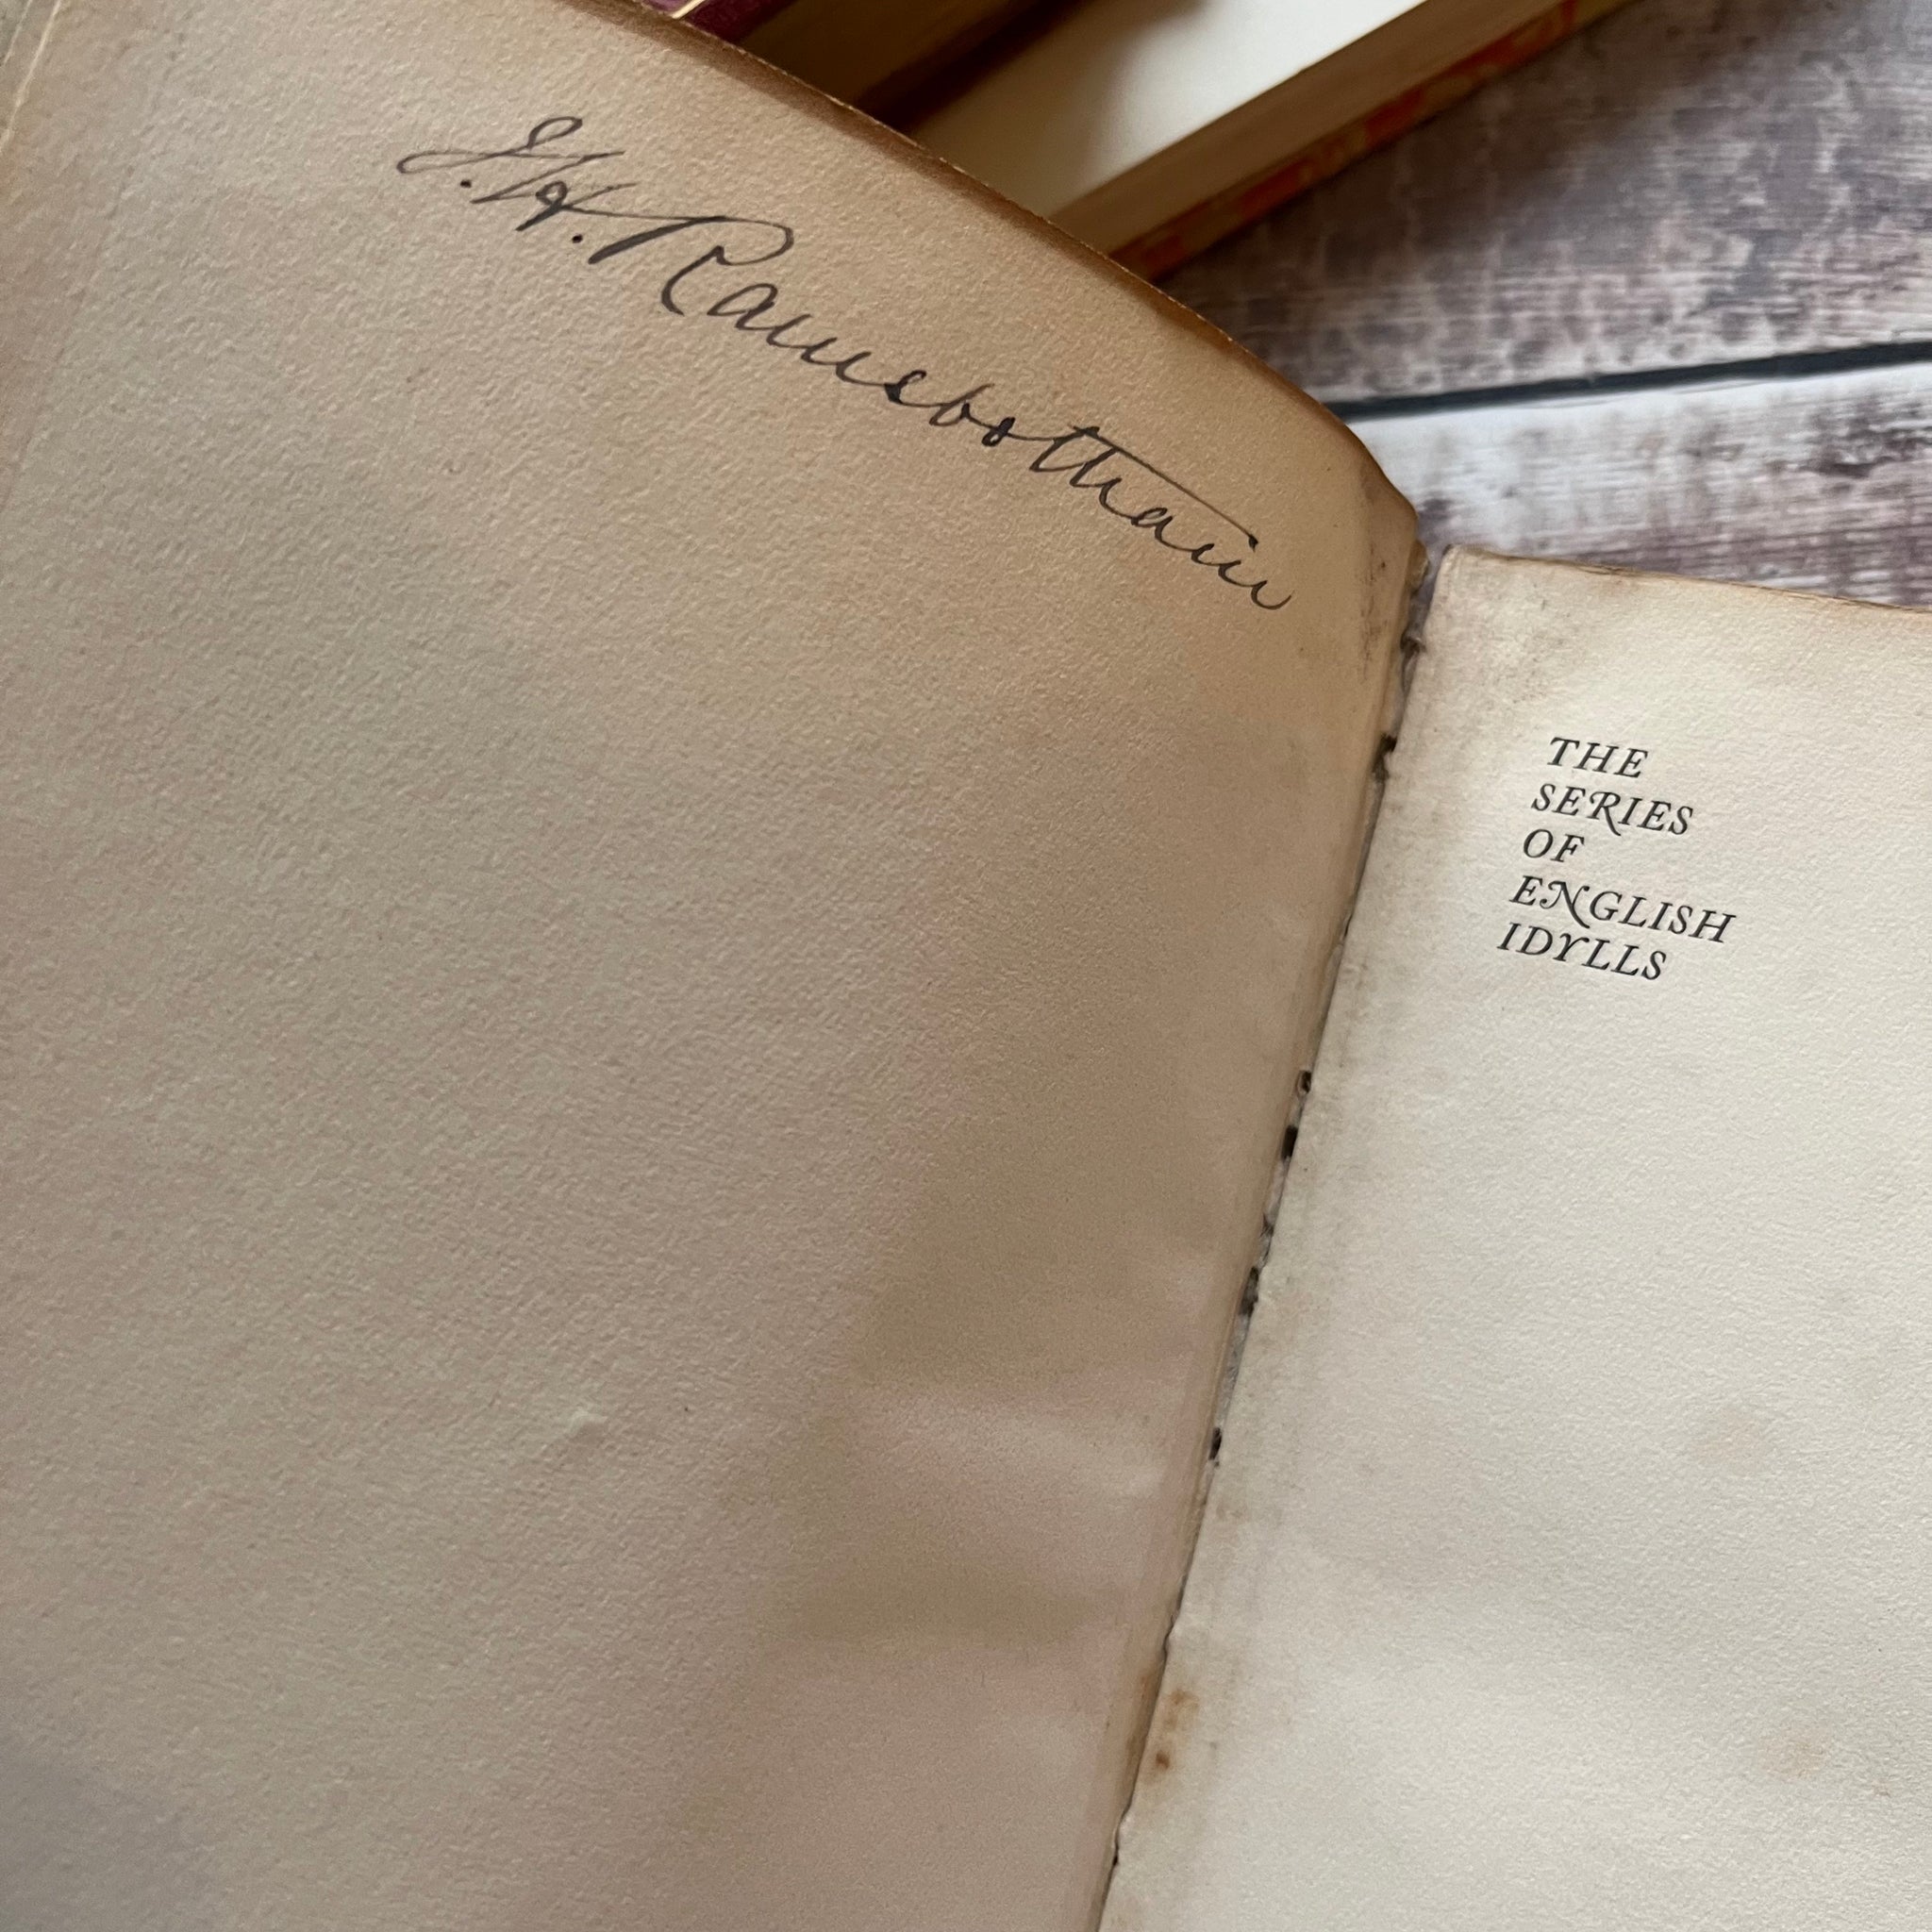 J. H. Ramsbotham
THE
SERIES
OF
ENGLISH
IDYLLS